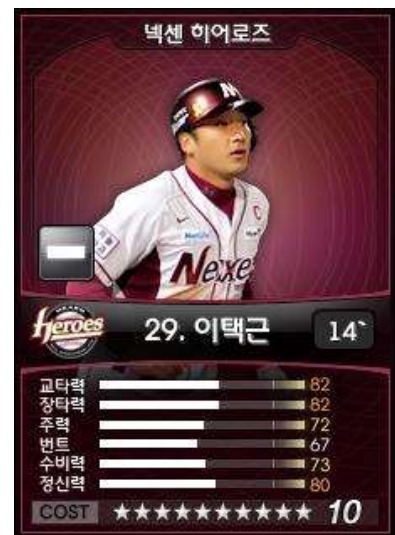 넥센 히어로즈
N
Nexe
Heroes
29. 이택근 14`
교타력 82
장타력 82
주력 72
번트 67
수비력 73
정신력 80
COST ★★★★★★★★★★ 10